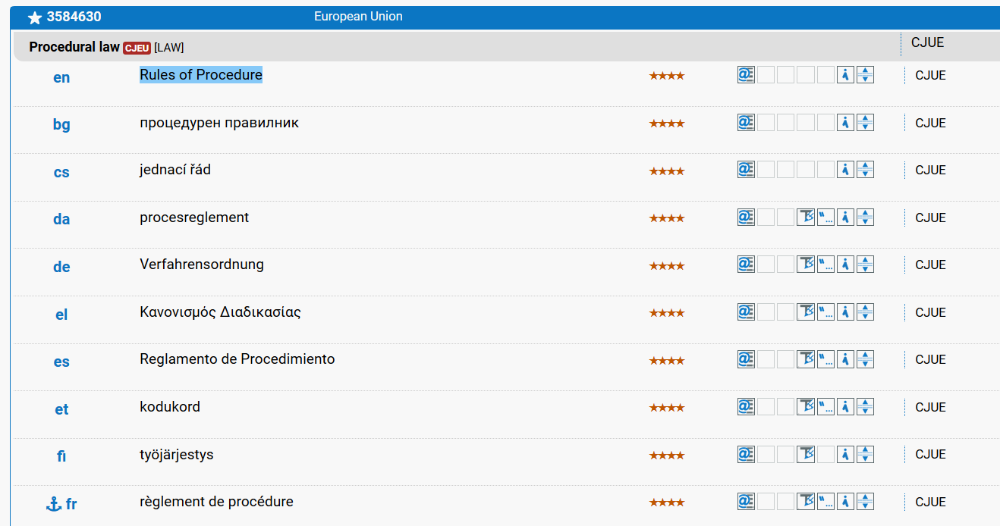 3584630 European Union
Procedural law CJEU [LAW] CJUE
en Rules of Procedure CJUE
bg процедурен правилник CJUE
cs jednací řád CJUE
da procesreglement CJUE
de Verfahrensordnung CJUE
el Κανονισμός Διαδικασίας CJUE
es Reglamento de Procedimiento CJUE
et kodukord CJUE
fi työjärjestys CJUE
fr règlement de procédure CJUE